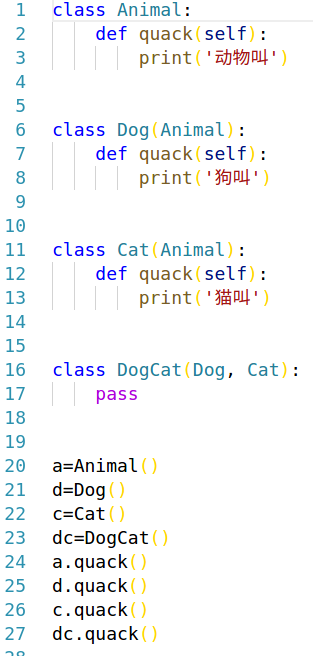 1 class Animal:
2     def quack(self):
3         print('动物叫')
4
5
6 class Dog(Animal):
7     def quack(self):
8         print('狗叫')
9
10
11 class Cat(Animal):
12     def quack(self):
13         print('猫叫')
14
15
16 class DogCat(Dog, Cat):
17     pass
18
19
20 a=Animal()
21 d=Dog()
22 c=Cat()
23 dc=DogCat()
24 a.quack()
25 d.quack()
26 c.quack()
27 dc.quack()
28